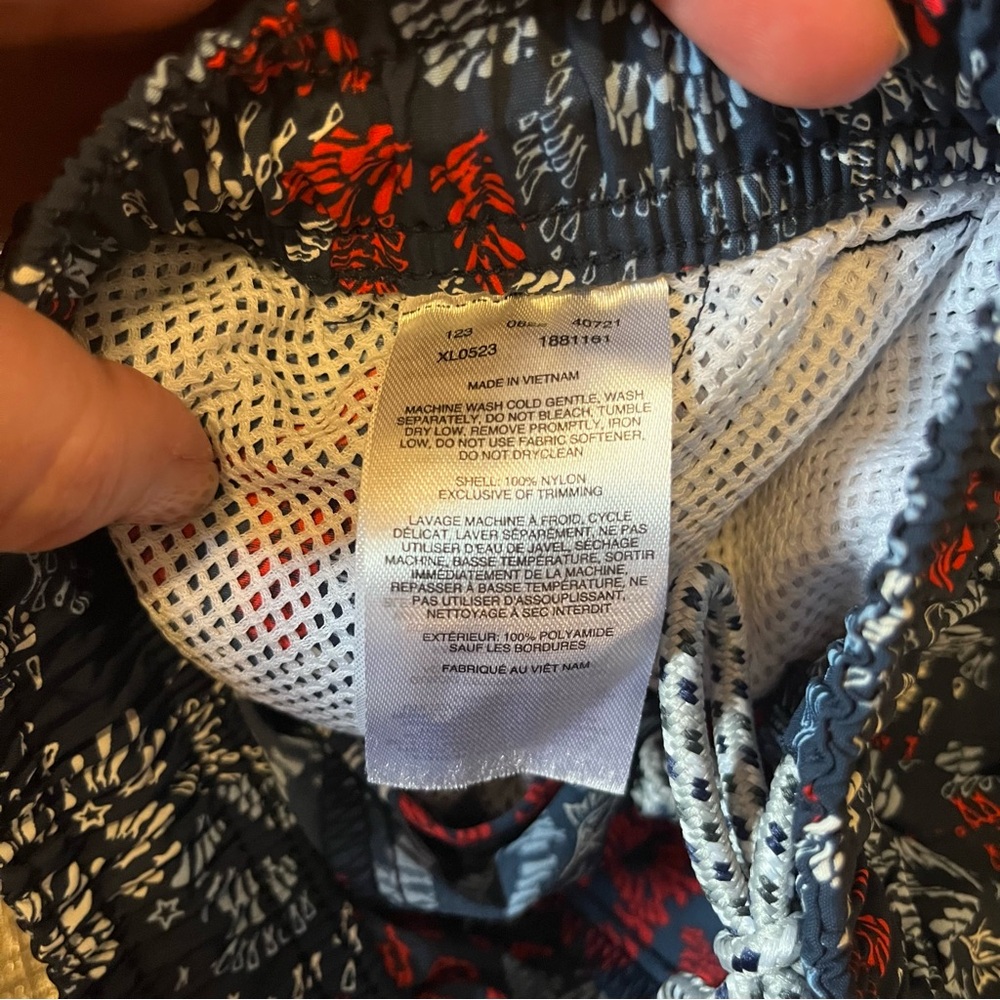 123 06 40721
XL0523 1881161
MADE IN VIETNAM
MACHINE WASH COLD GENTLE, WASH
SEPARATELY, DO NOT BLEACH, TUMBLE
DRY LOW, REMOVE PROMPTLY, IRON
LOW, DO NOT USE FABRIC SOFTENER,
DO NOT DRYCLEAN
SHELL: 100% NYLON
EXCLUSIVE OF TRIMMING
LAVAGE MACHINE À FROID, CYCLE
DÉLICAT, LAVER SÉPARÉMENT, NE PAS
UTILISER D'EAU DE JAVEL, SÉCHAGE
MACHINE, BASSE TEMPÉRATURE, SORTIR
IMMÉDIATEMENT DE LA MACHINE,
REPASSER À BASSE TEMPÉRATURE, NE
PAS UTILISER D'ASSOUPLISSANT,
NETTOYAGE À SEC INTERDIT
EXTÉRIEUR: 100% POLYAMIDE
SAUF LES BORDURES
FABRIQUÉ AU VIÊT NAM